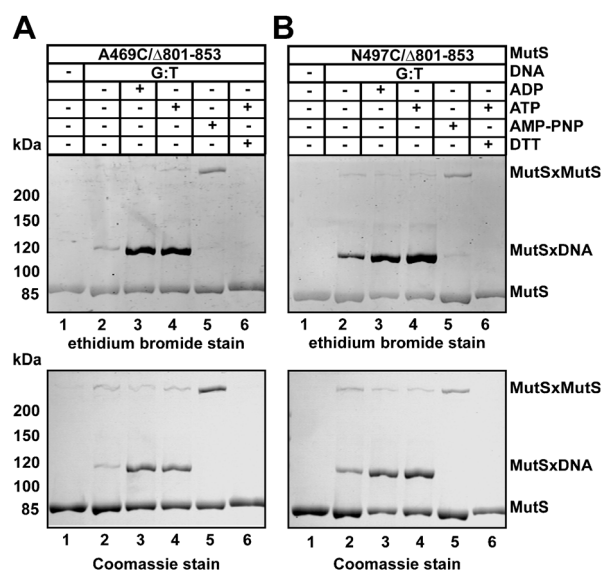 A B
A469C/Δ801-853 N497C/Δ801-853 MutS
- G:T - G:T DNA
- - + - - - - - + - - - ADP
- - - + - + - - - + - + ATP
- - - - + - - - - - + - AMP-PNP
kDa - - - - - + - - - - - + DTT
MutSxMutS
200
150
120 MutSxDNA
100
85 MutS
1 2 3 4 5 6 1 2 3 4 5 6
ethidium bromide stain ethidium bromide stain
kDa
MutSxMutS
200
150
120 MutSxDNA
100
85 MutS
1 2 3 4 5 6 1 2 3 4 5 6
Coomassie stain Coomassie stain